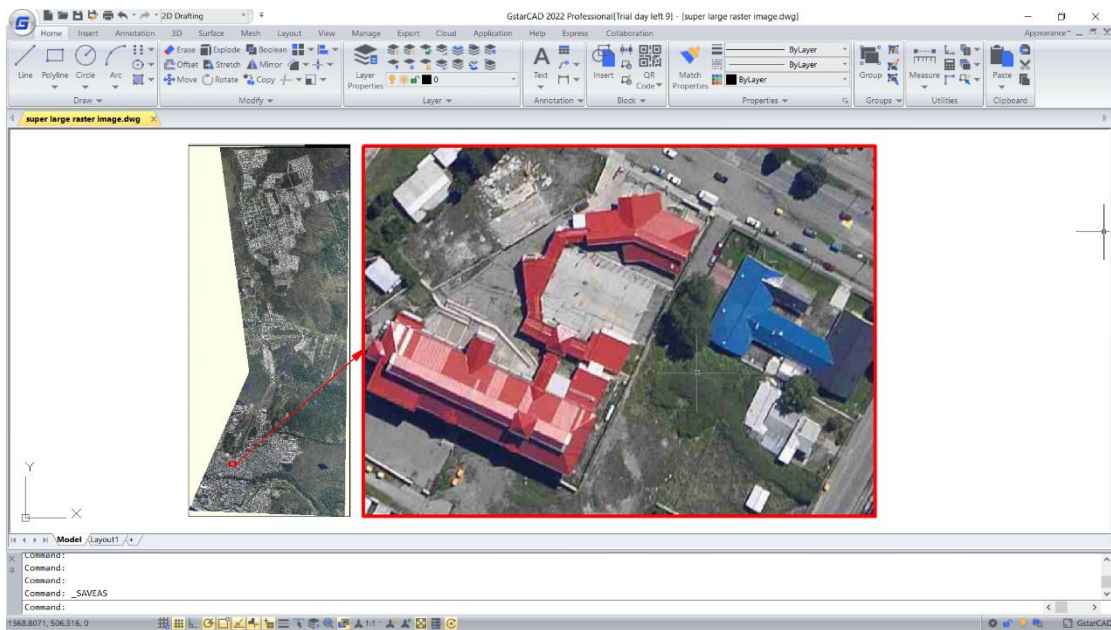 2D Drafting
GstarCAD 2022 Professional[Trial day left 9] - [super large raster image.dwg]
Home Insert Annotation 3D Surface Mesh Layout View Manage Export Cloud Application Help Express Collaboration Appearance
Line Polyline Circle Arc
Erase Explode Boolean
Offset Stretch Mirror
Move Rotate Copy
Layer Properties
0
Text
Insert
QR Code
Match Properties
ByLayer
ByLayer
ByLayer
Group
Measure
Paste
Draw Modify Layer Annotation Block Properties Groups Utilities Clipboard
super large raster image.dwg
Y
X
Model Layout1 +
Command:
Command:
Command:
Command: _SAVEAS
Command:
1368.8071, 506.316, 0
1:1
GstarCAD